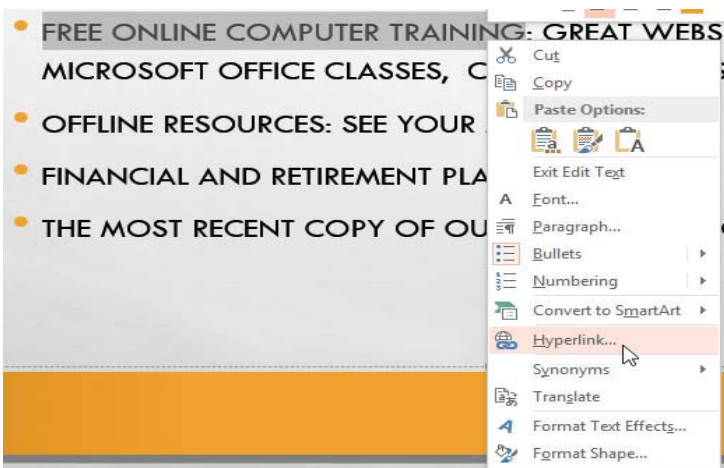 FREE ONLINE COMPUTER TRAINING: GREAT WEBS
MICROSOFT OFFICE CLASSES, C
OFFLINE RESOURCES: SEE YOUR
FINANCIAL AND RETIREMENT PLA
THE MOST RECENT COPY OF OU
Cut
Copy
Paste Options:
Exit Edit Text
Font...
Paragraph...
Bullets
Numbering
Convert to SmartArt
Hyperlink...
Synonyms
Translate
Format Text Effects...
Format Shape...